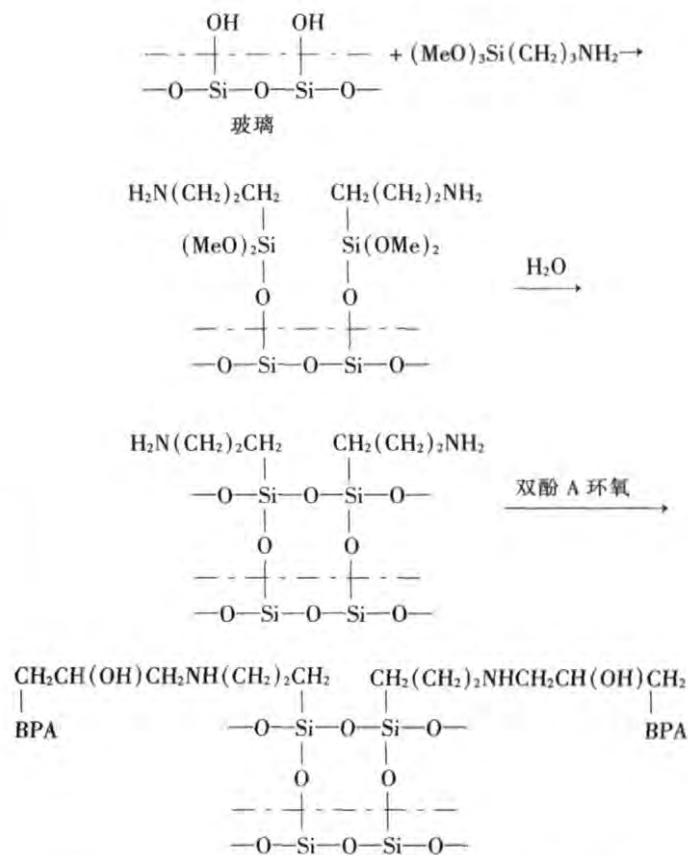 OH OH
—O—Si—O—Si—O— + (MeO)₃Si(CH₂)₃NH₂→
玻璃
H₂N(CH₂)₂CH₂ CH₂(CH₂)₂NH₂
(MeO)₂Si Si(OMe)₂
O O
H₂O
—O—Si—O—Si—O—
H₂N(CH₂)₂CH₂ CH₂(CH₂)₂NH₂
—O—Si—O—Si—O—
双酚 A 环氧
O O
—O—Si—O—Si—O—
CH₂CH(OH)CH₂NH(CH₂)₂CH₂ CH₂(CH₂)₂NHCH₂CH(OH)CH₂
BPA —O—Si—O—Si—O— BPA
O O
—O—Si—O—Si—O—